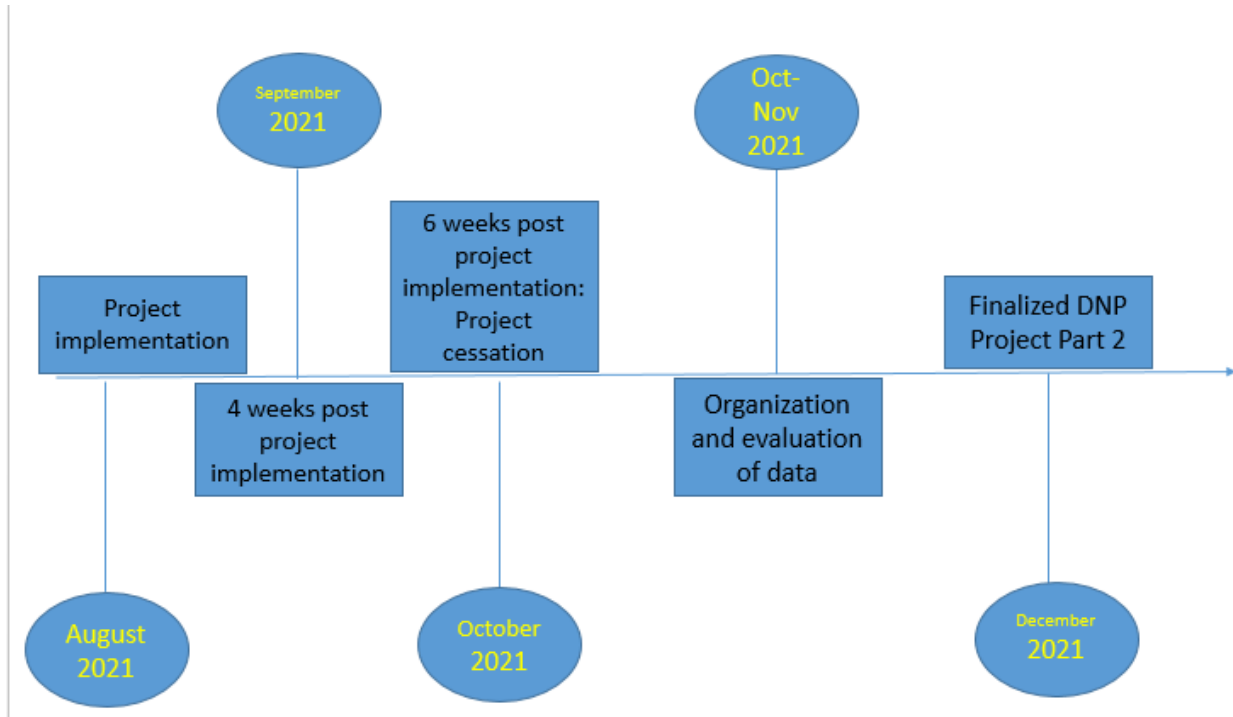 September
2021
Oct-
Nov
2021
6 weeks post
project
implementation:
Project
cessation
Project
implementation
Finalized DNP
Project Part 2
4 weeks post
project
implementation
Organization
and evaluation
of data
August
2021
October
2021
December
2021